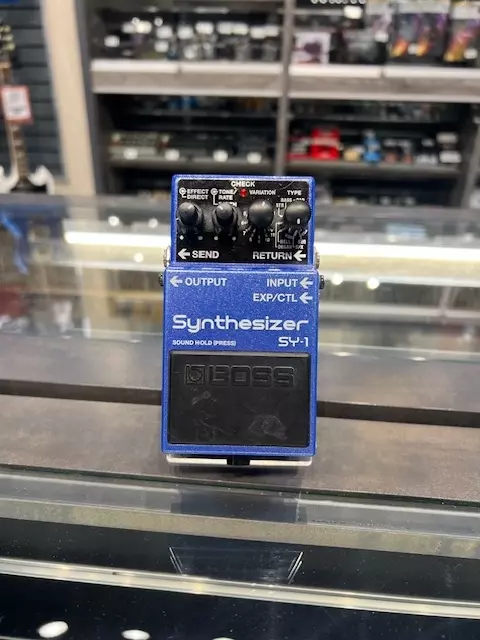 CHECK
EFFECT
DIRECT
TONE/
RATE
VARIATION
TYPE
← SEND
RETURN ←
← OUTPUT
INPUT ←
EXP/CTL ←
Synthesizer
SOUND HOLD (PRESS)
SY-1
BOSS